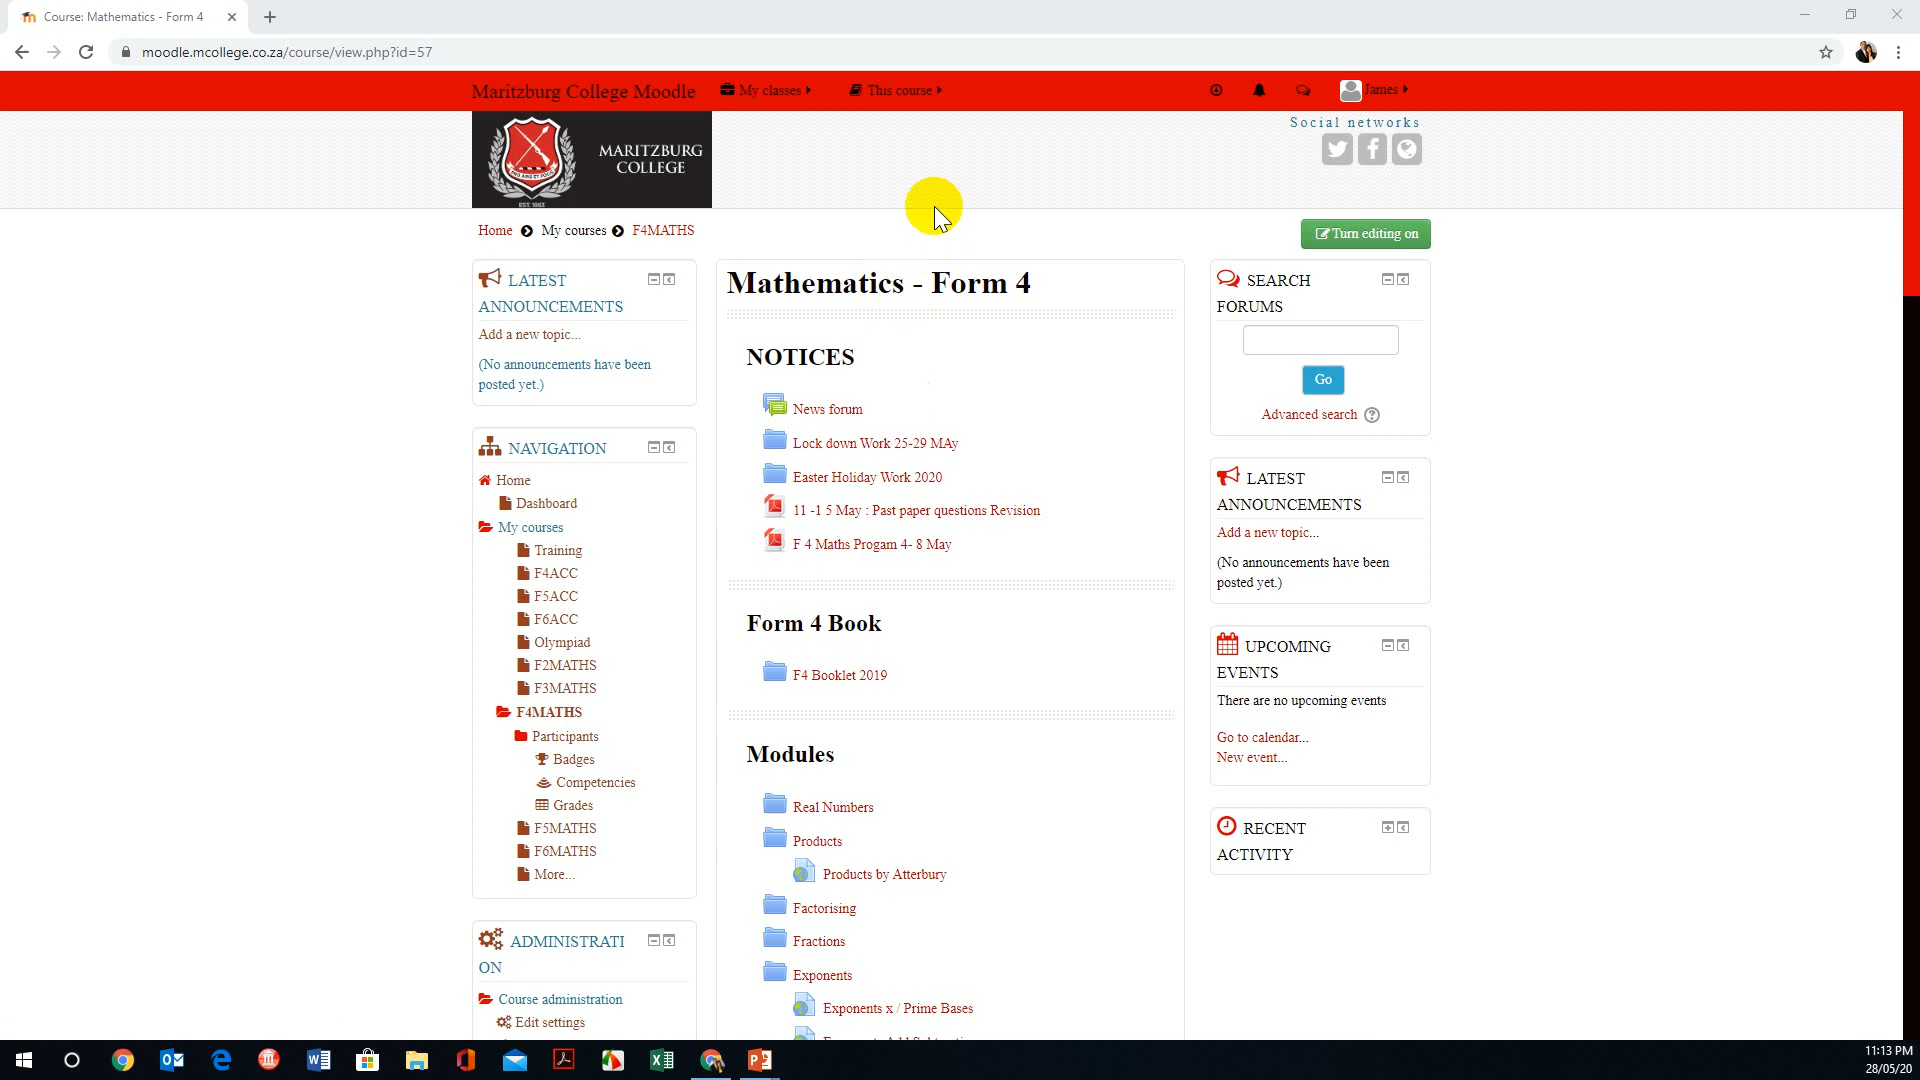 Course: Mathematics - Form 4
moodle.mcollege.co.za/course/view.php?id=57
Maritzburg College Moodle
My classes
This course
James
MARITZBURG
COLLEGE
EST. 1863
Social networks
Home
My courses
F4MATHS
Turn editing on
LATEST
ANNOUNCEMENTS
Add a new topic...
(No announcements have been
posted yet.)
NAVIGATION
Home
Dashboard
My courses
Training
F4ACC
F5ACC
F6ACC
Olympiad
F2MATHS
F3MATHS
F4MATHS
Participants
Badges
Competencies
Grades
F5MATHS
F6MATHS
More...
ADMINISTRATI
ON
Course administration
Edit settings
Mathematics - Form 4
NOTICES
News forum
Lock down Work 25-29 MAy
Easter Holiday Work 2020
11 -1 5 May : Past paper questions Revision
F 4 Maths Progam 4- 8 May
Form 4 Book
F4 Booklet 2019
Modules
Real Numbers
Products
Products by Atterbury
Factorising
Fractions
Exponents
Exponents x / Prime Bases
SEARCH
FORUMS
Go
Advanced search
LATEST
ANNOUNCEMENTS
Add a new topic...
(No announcements have been
posted yet.)
UPCOMING
EVENTS
There are no upcoming events
Go to calendar...
New event...
RECENT
ACTIVITY
11:13 PM
28/05/20